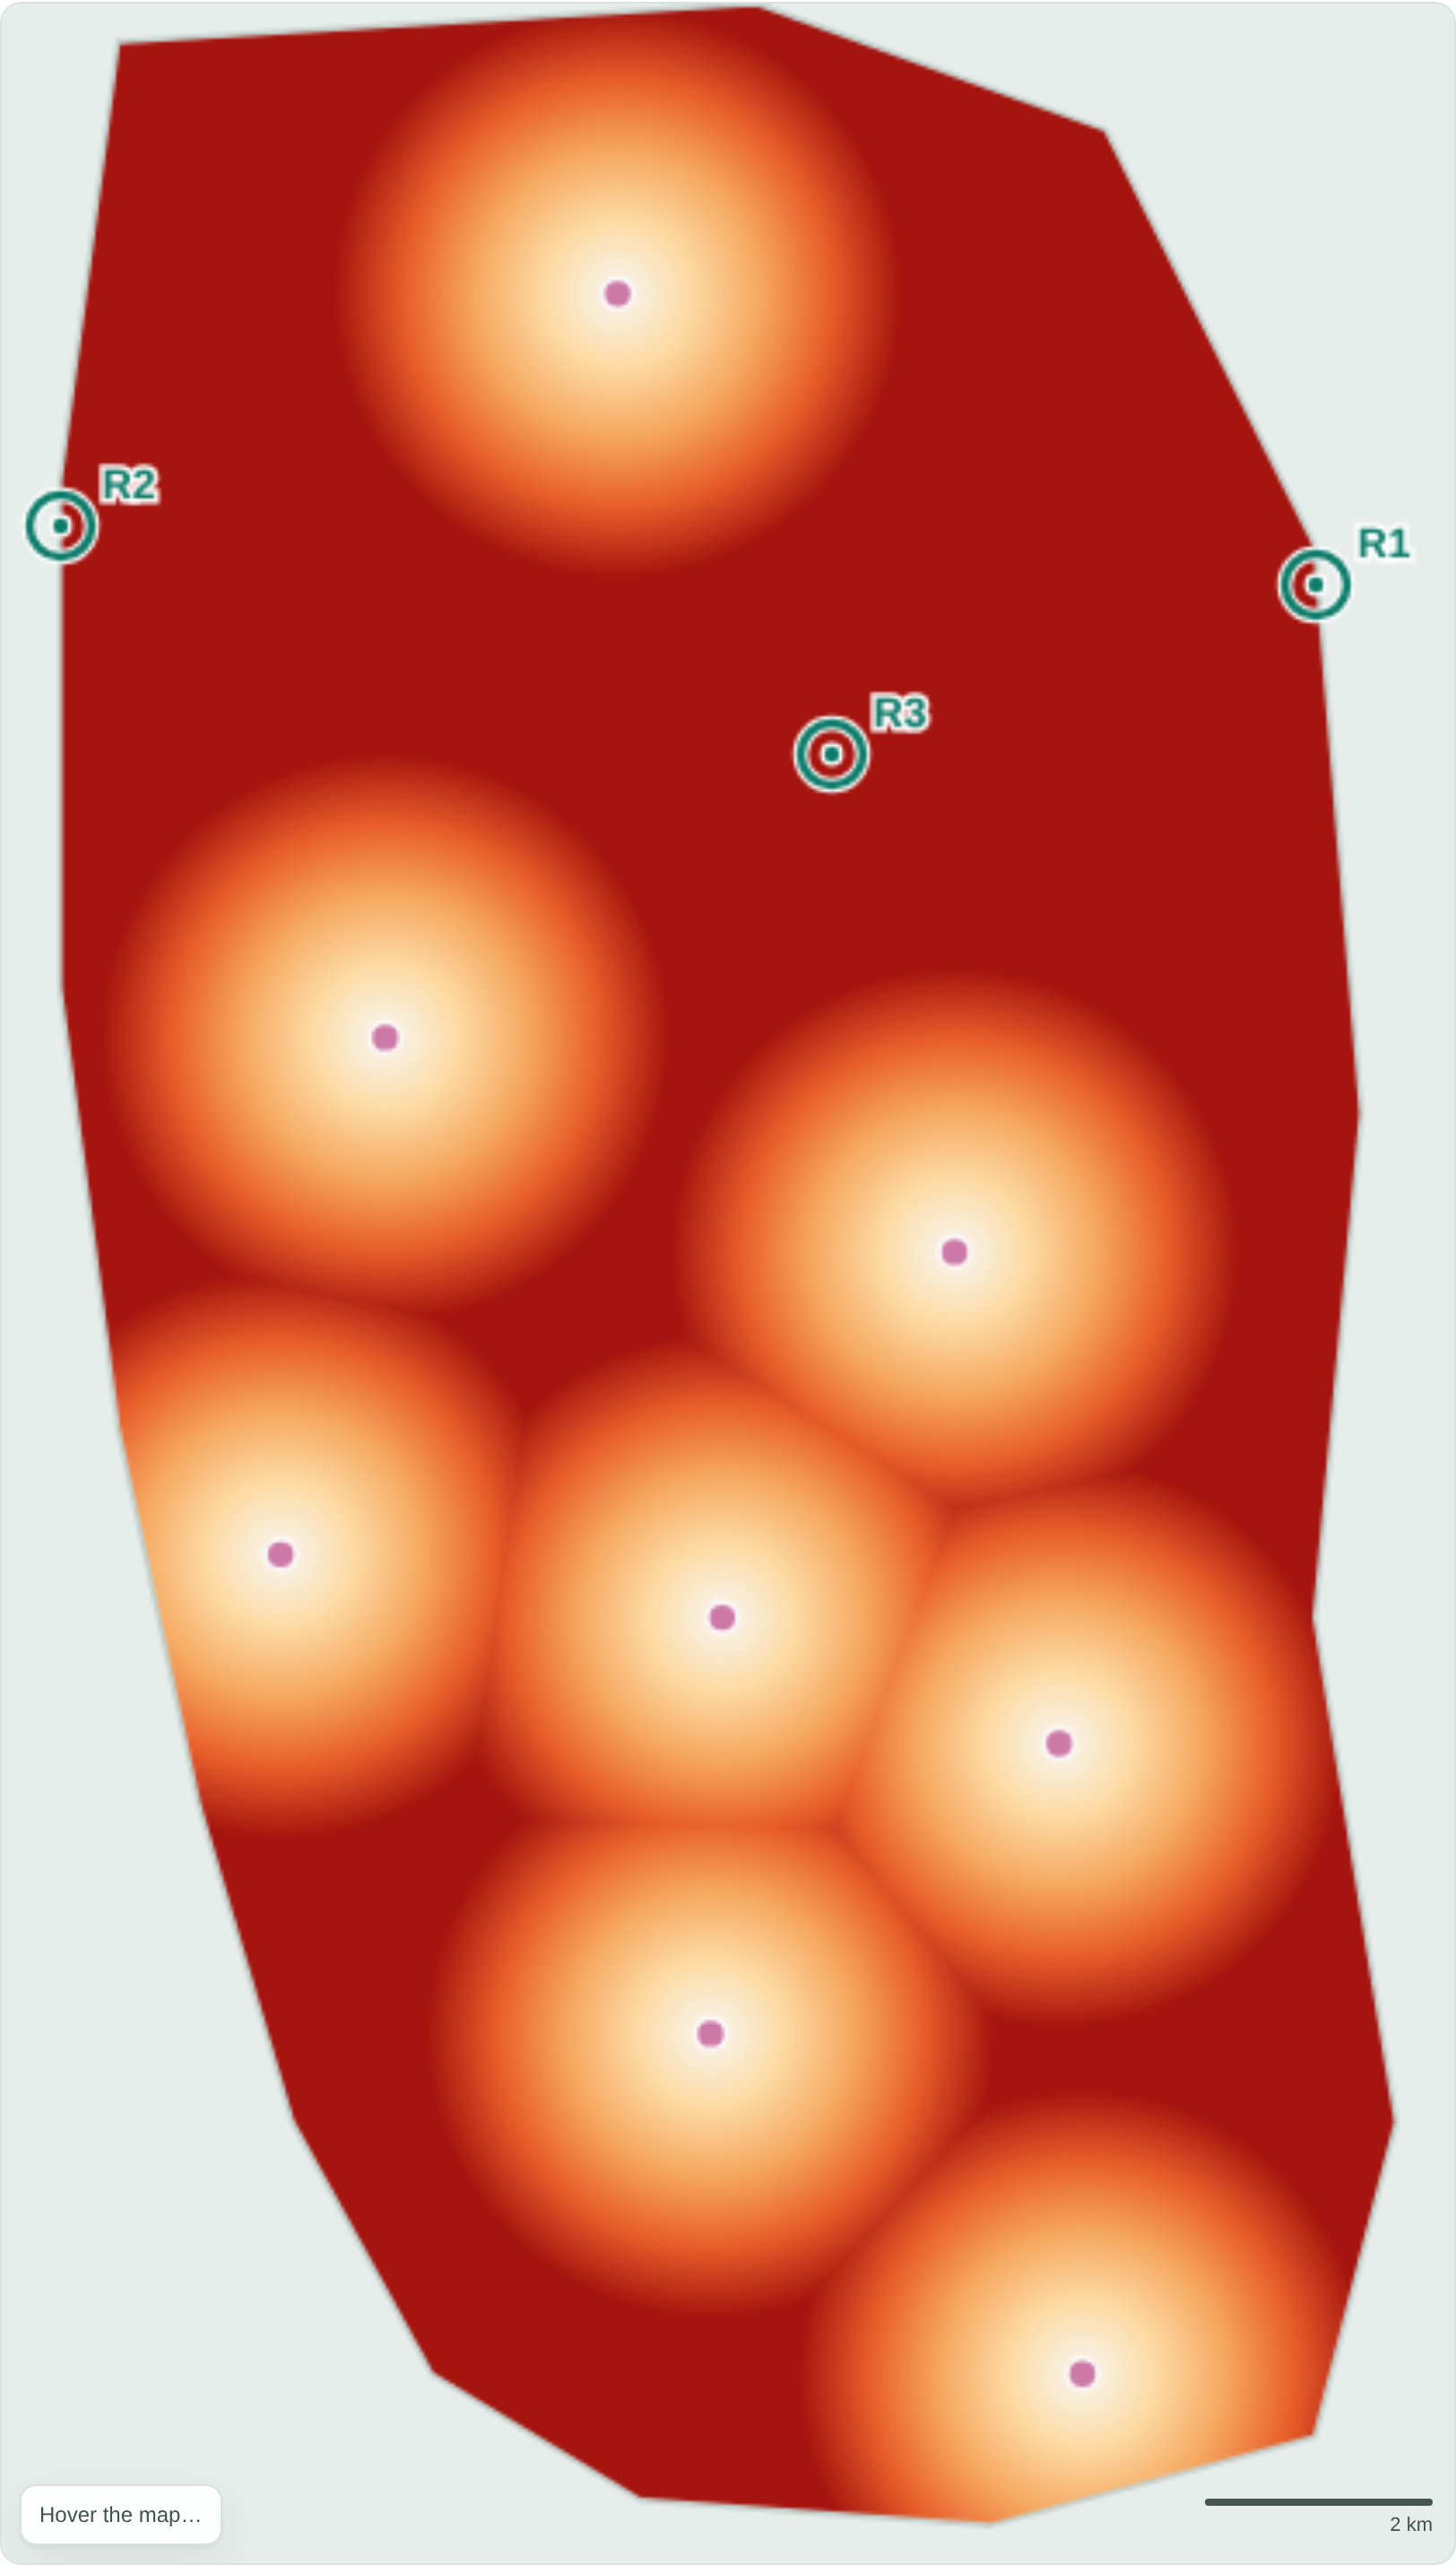 R2
R1
R3
Hover the map…
2 km